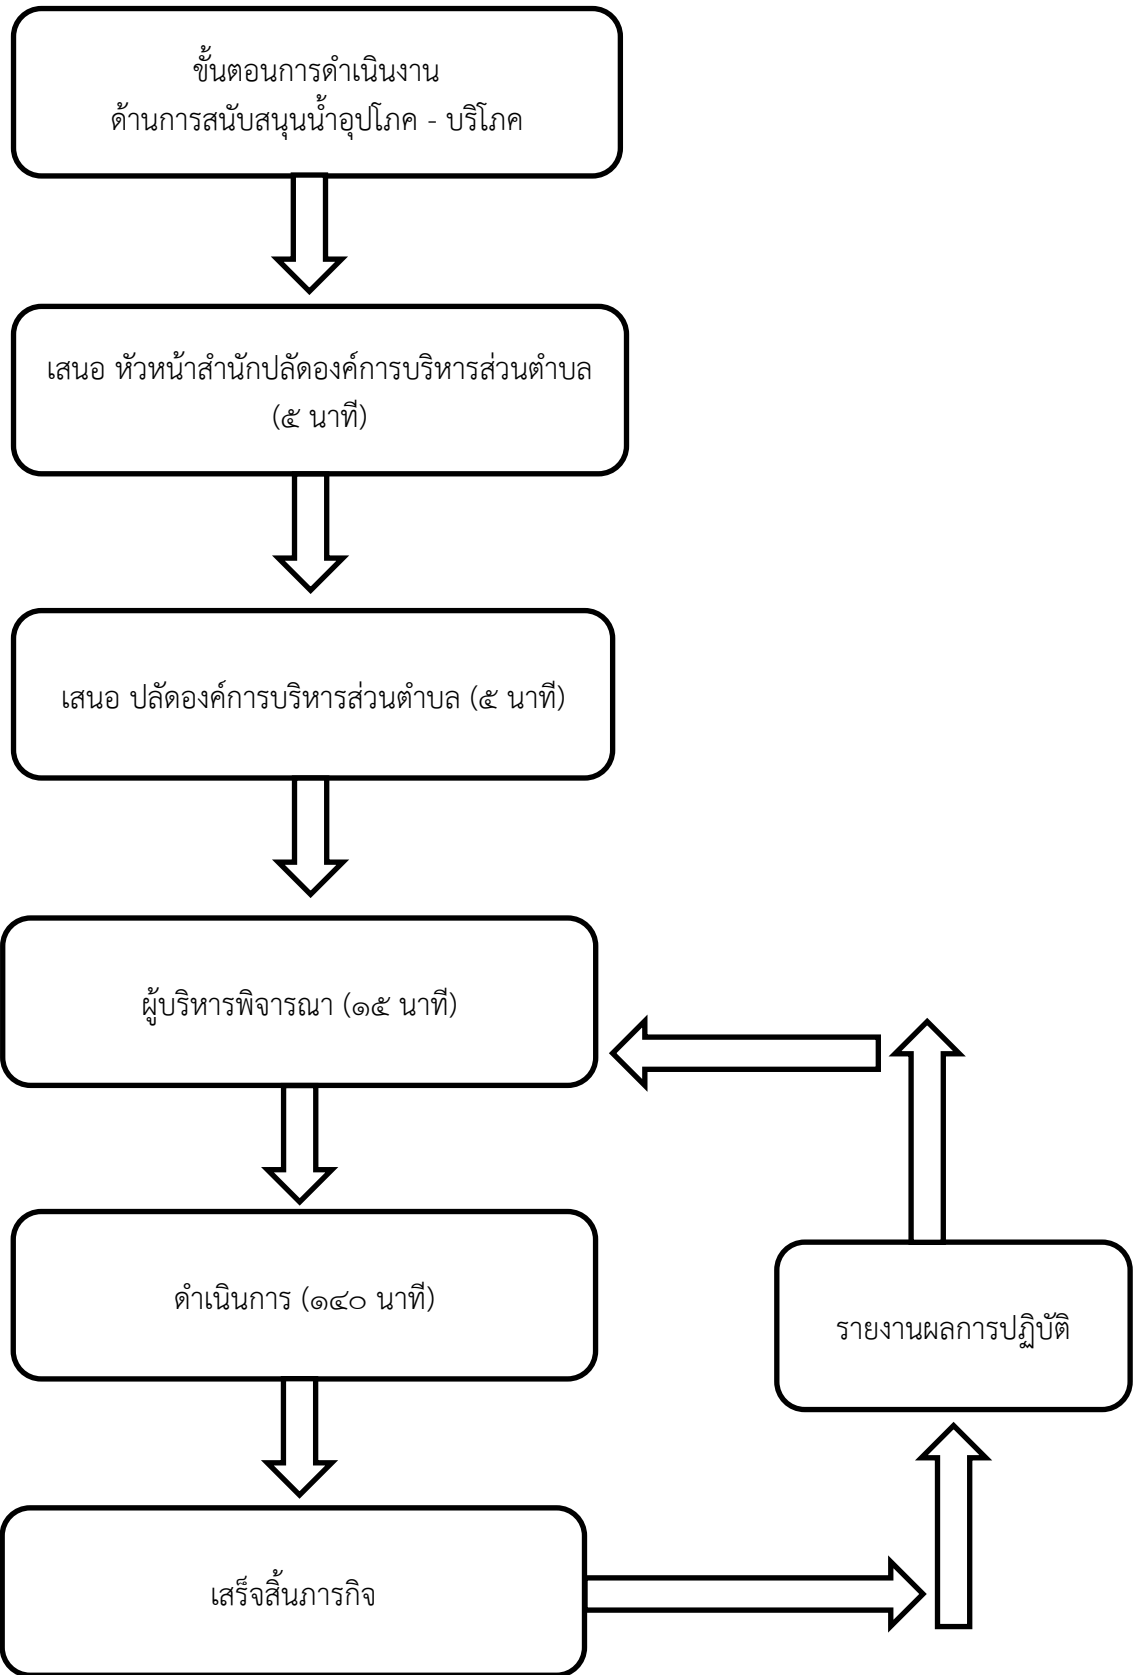 ขั้นตอนการดำเนินงาน
ด้านการสนับสนุนน้ำอุปโภค - บริโภค
เสนอ หัวหน้าสำนักปลัดองค์การบริหารส่วนตำบล
(๕ นาที)
เสนอ ปลัดองค์การบริหารส่วนตำบล (๕ นาที)
ผู้บริหารพิจารณา (๑๕ นาที)
ดำเนินการ (๑๔๐ นาที)
รายงานผลการปฏิบัติ
เสร็จสิ้นภารกิจ